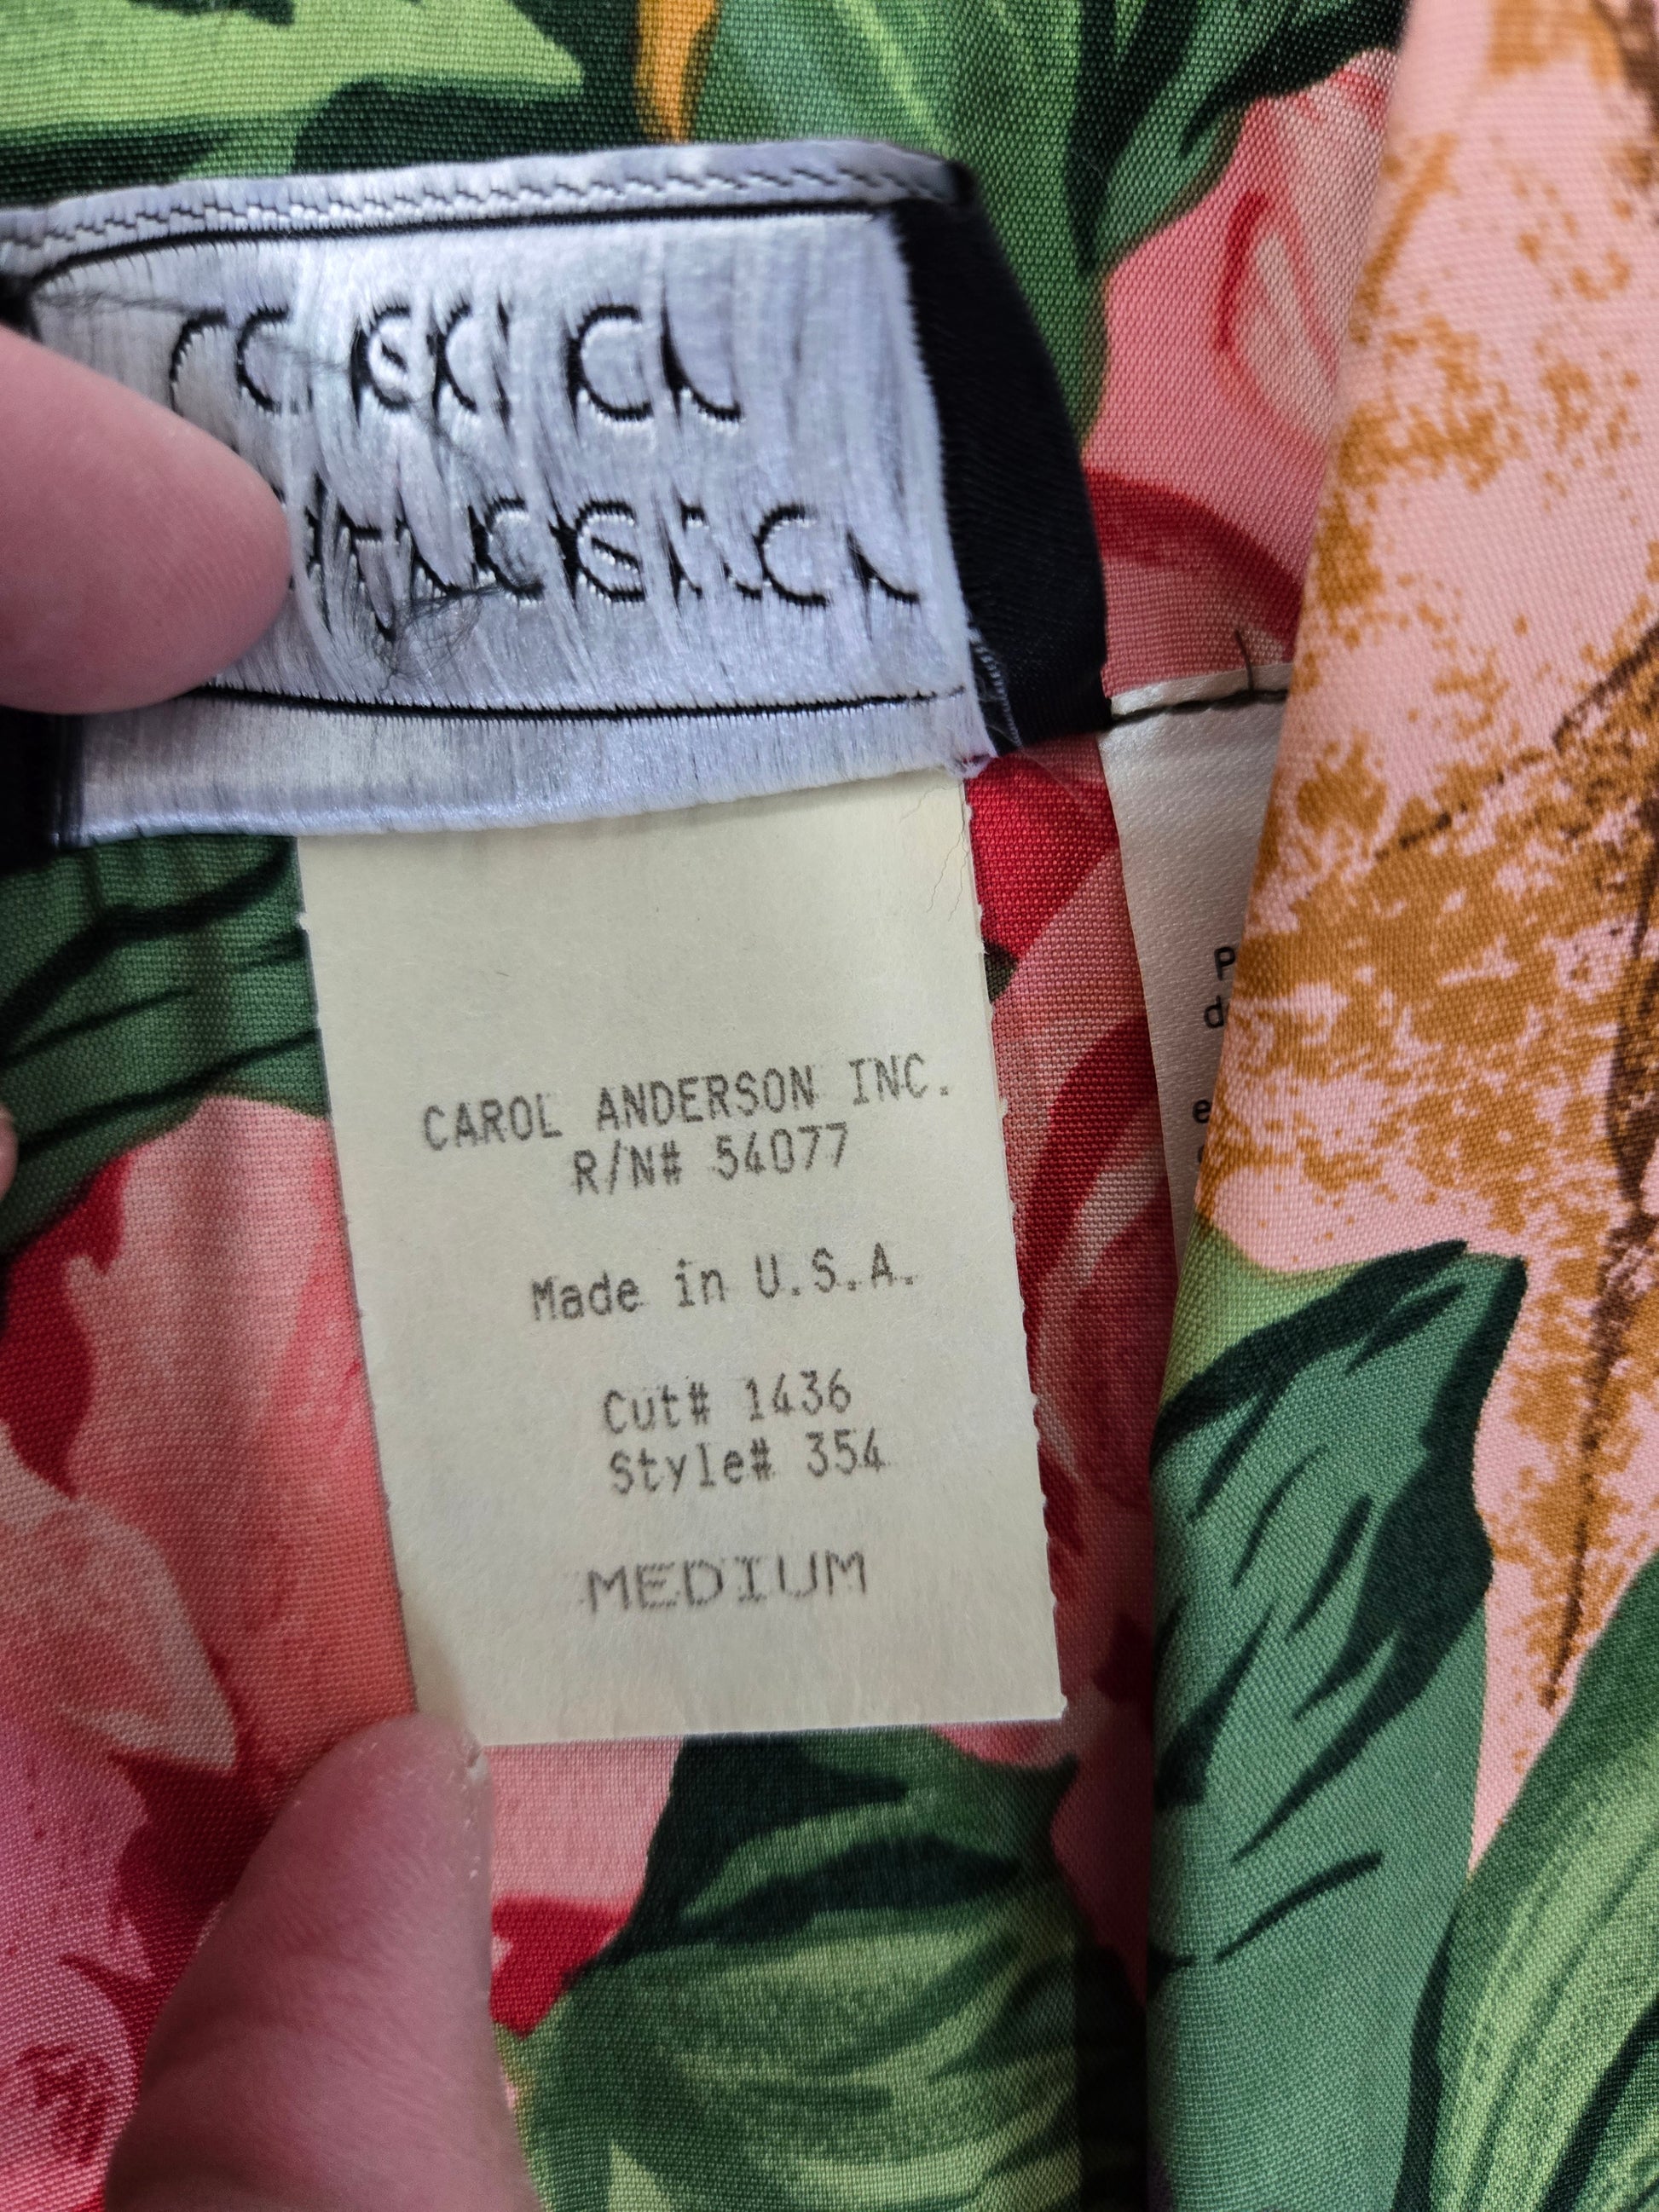 CAROL ANDERSON INC.
R/N# 54077
Made in U.S.A.
Cut# 1436
Style# 354
MEDIUM